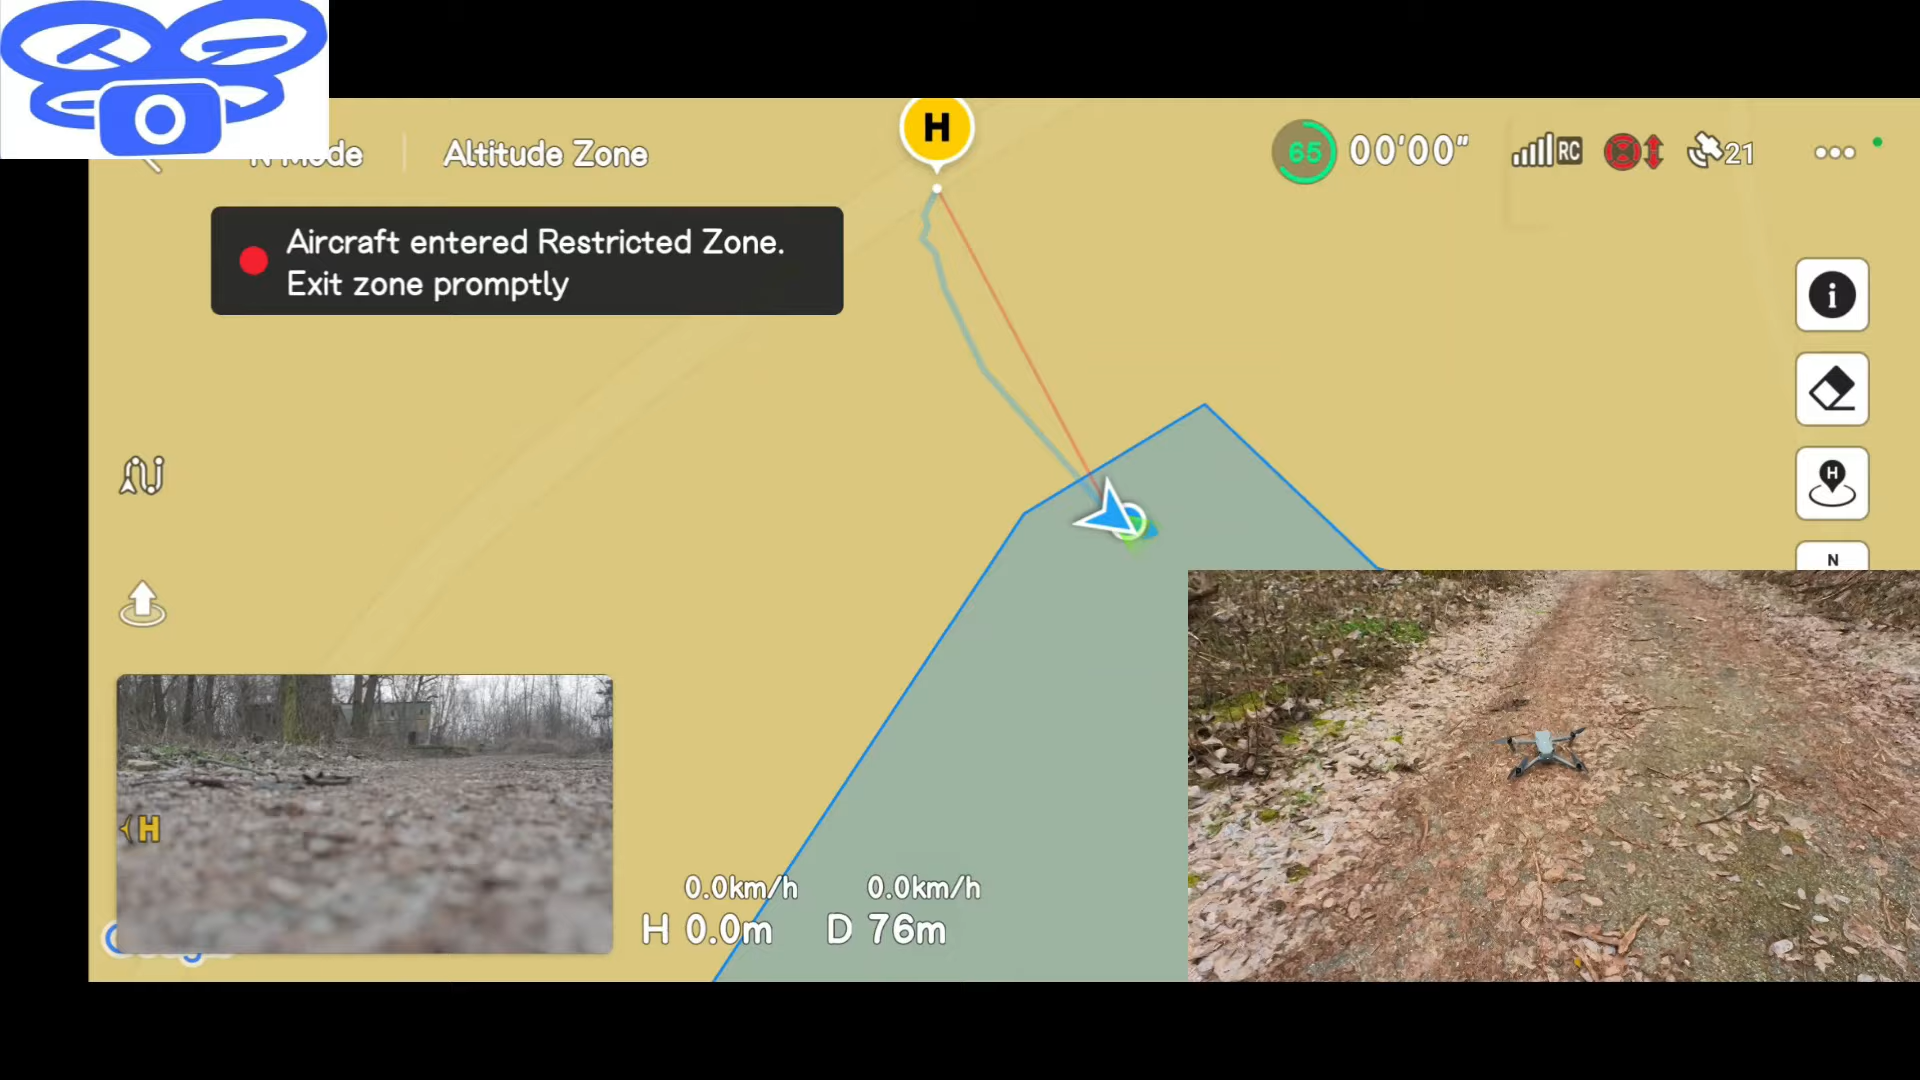 H
N Mode
Altitude Zone
65
00'00"
RC
21
Aircraft entered Restricted Zone.
Exit zone promptly
H
N
H
0.0km/h 0.0km/h
H 0.0m D 76m